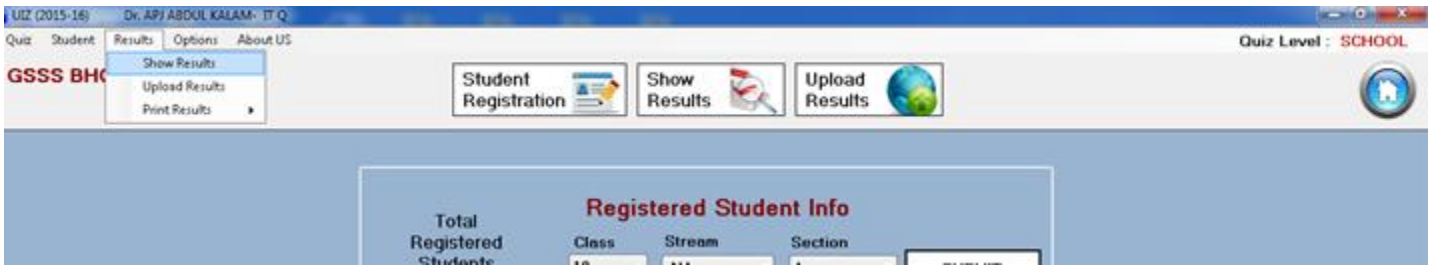 UIZ (2015-16) Dr. APJ ABDUL KALAM- IT Q
Quiz Student Results Options About US
Quiz Level : SCHOOL
Show Results
Upload Results
Print Results
GSSS
Student
Registration
Show
Results
Upload
Results
Registered Student Info
Total
Registered
Students
Class Stream Section